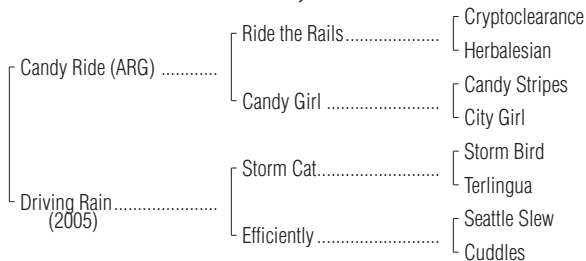 Cryptoclearance
Ride the Rails....................
Herbalesian
Candy Ride (ARG) ............
Candy Stripes
Candy Girl ........................
City Girl
Storm Bird
Storm Cat.........................
Terlingua
Driving Rain......................
(2005)
Seattle Slew
Efficiently ..........................
Cuddles